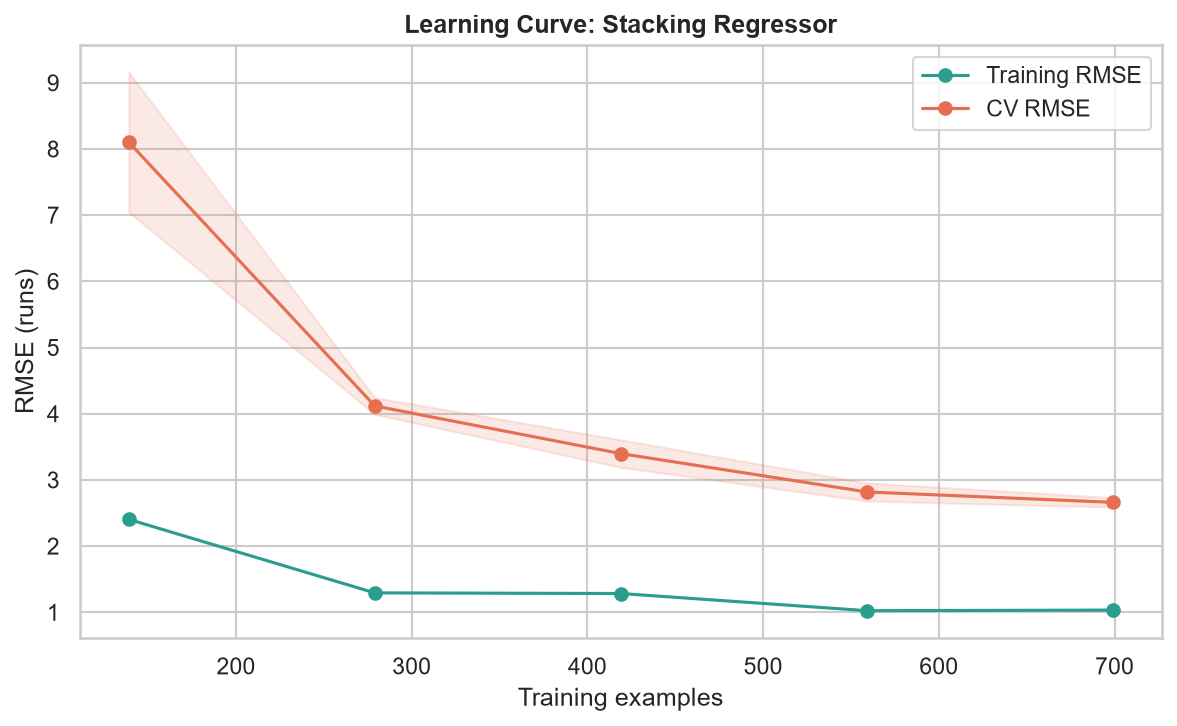 Learning Curve: Stacking Regressor
Training RMSE
CV RMSE
RMSE (runs)
9
8
7
6
5
4
3
2
1
200 300 400 500 600 700
Training examples